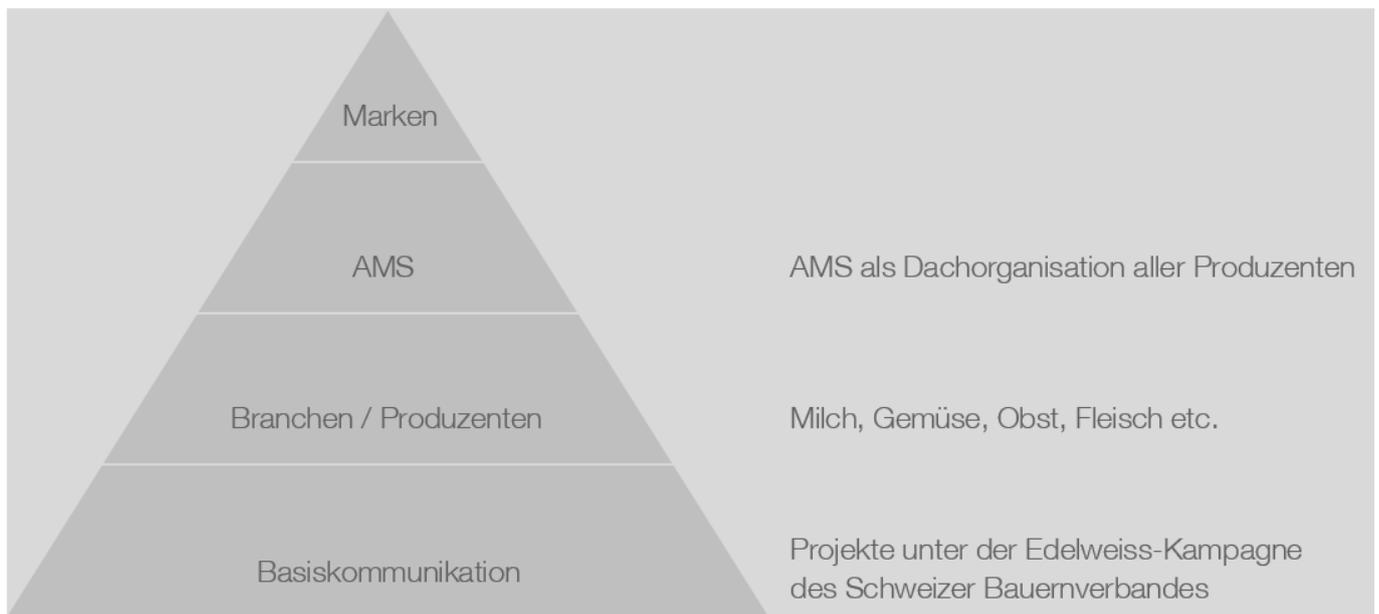 Marken
AMS
AMS als Dachorganisation aller Produzenten
Branchen / Produzenten
Milch, Gemüse, Obst, Fleisch etc.
Basiskommunikation
Projekte unter der Edelweiss-Kampagne
des Schweizer Bauernverbandes